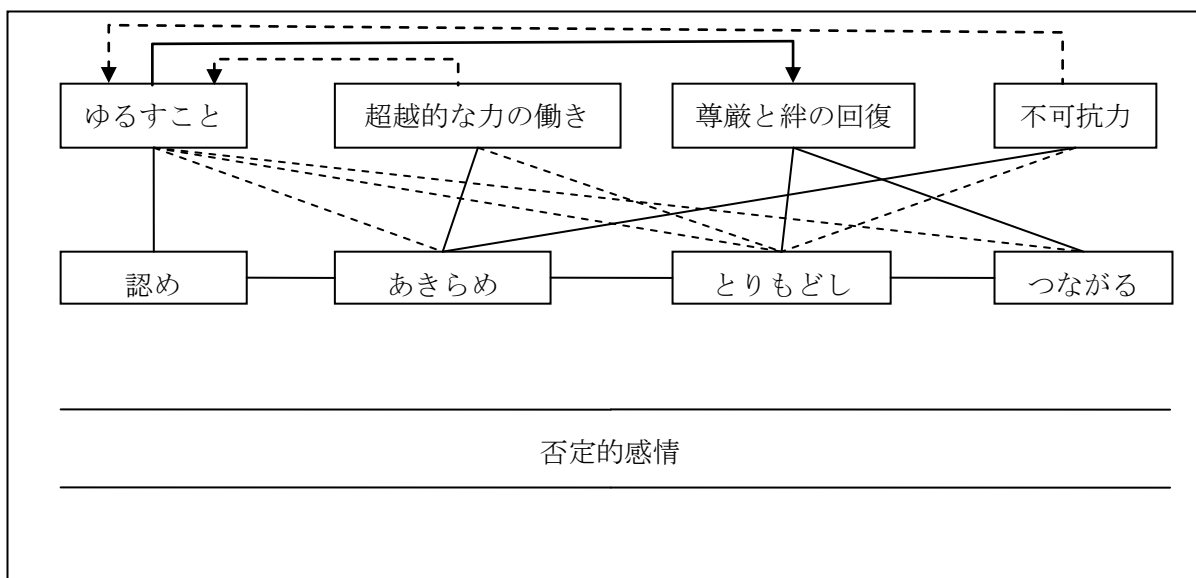 ゆるすこと
超越的な力の働き
尊厳と絆の回復
不可抗力
認め
あきらめ
とりもどし
つながる
否定的感情